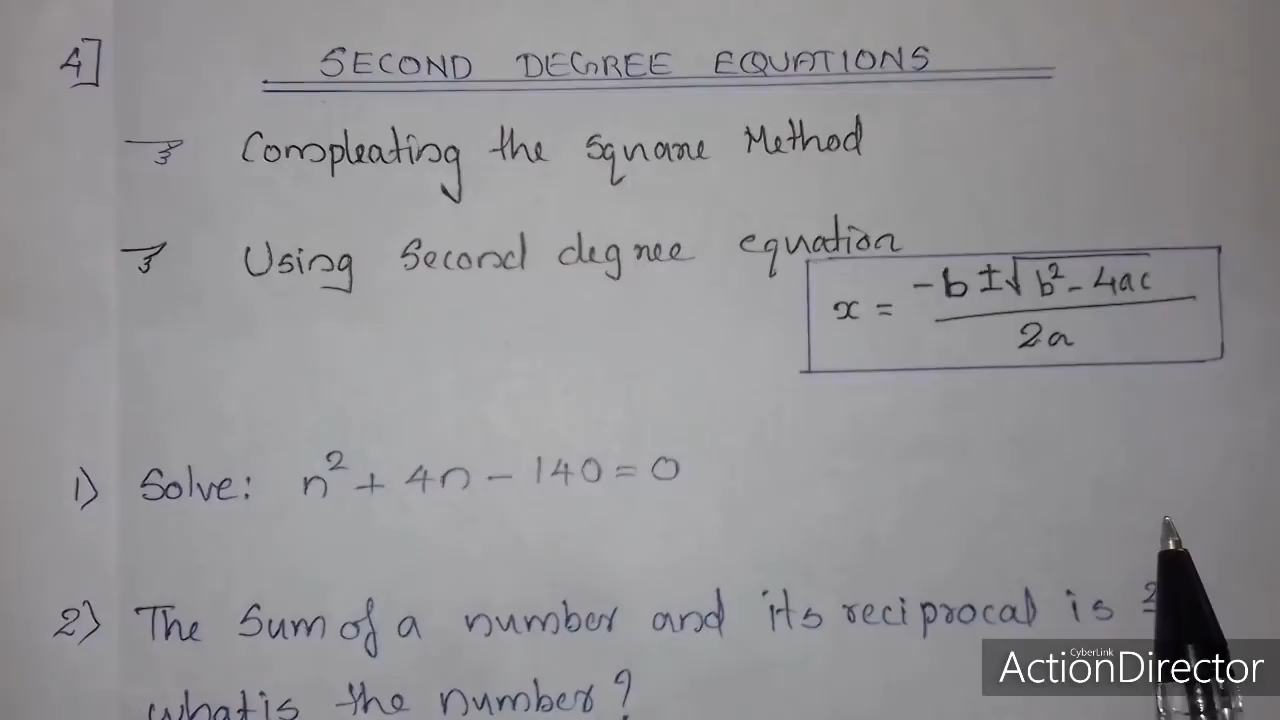 4] SECOND DEGREE EQUATIONS
Compleating the square Method
Using Second degree equation
x = -b ± √b² - 4ac / 2a
1) Solve: n² + 4n - 140 = 0
2) The Sum of a number and its reciprocal is
what is the number?
CyberLink
ActionDirector